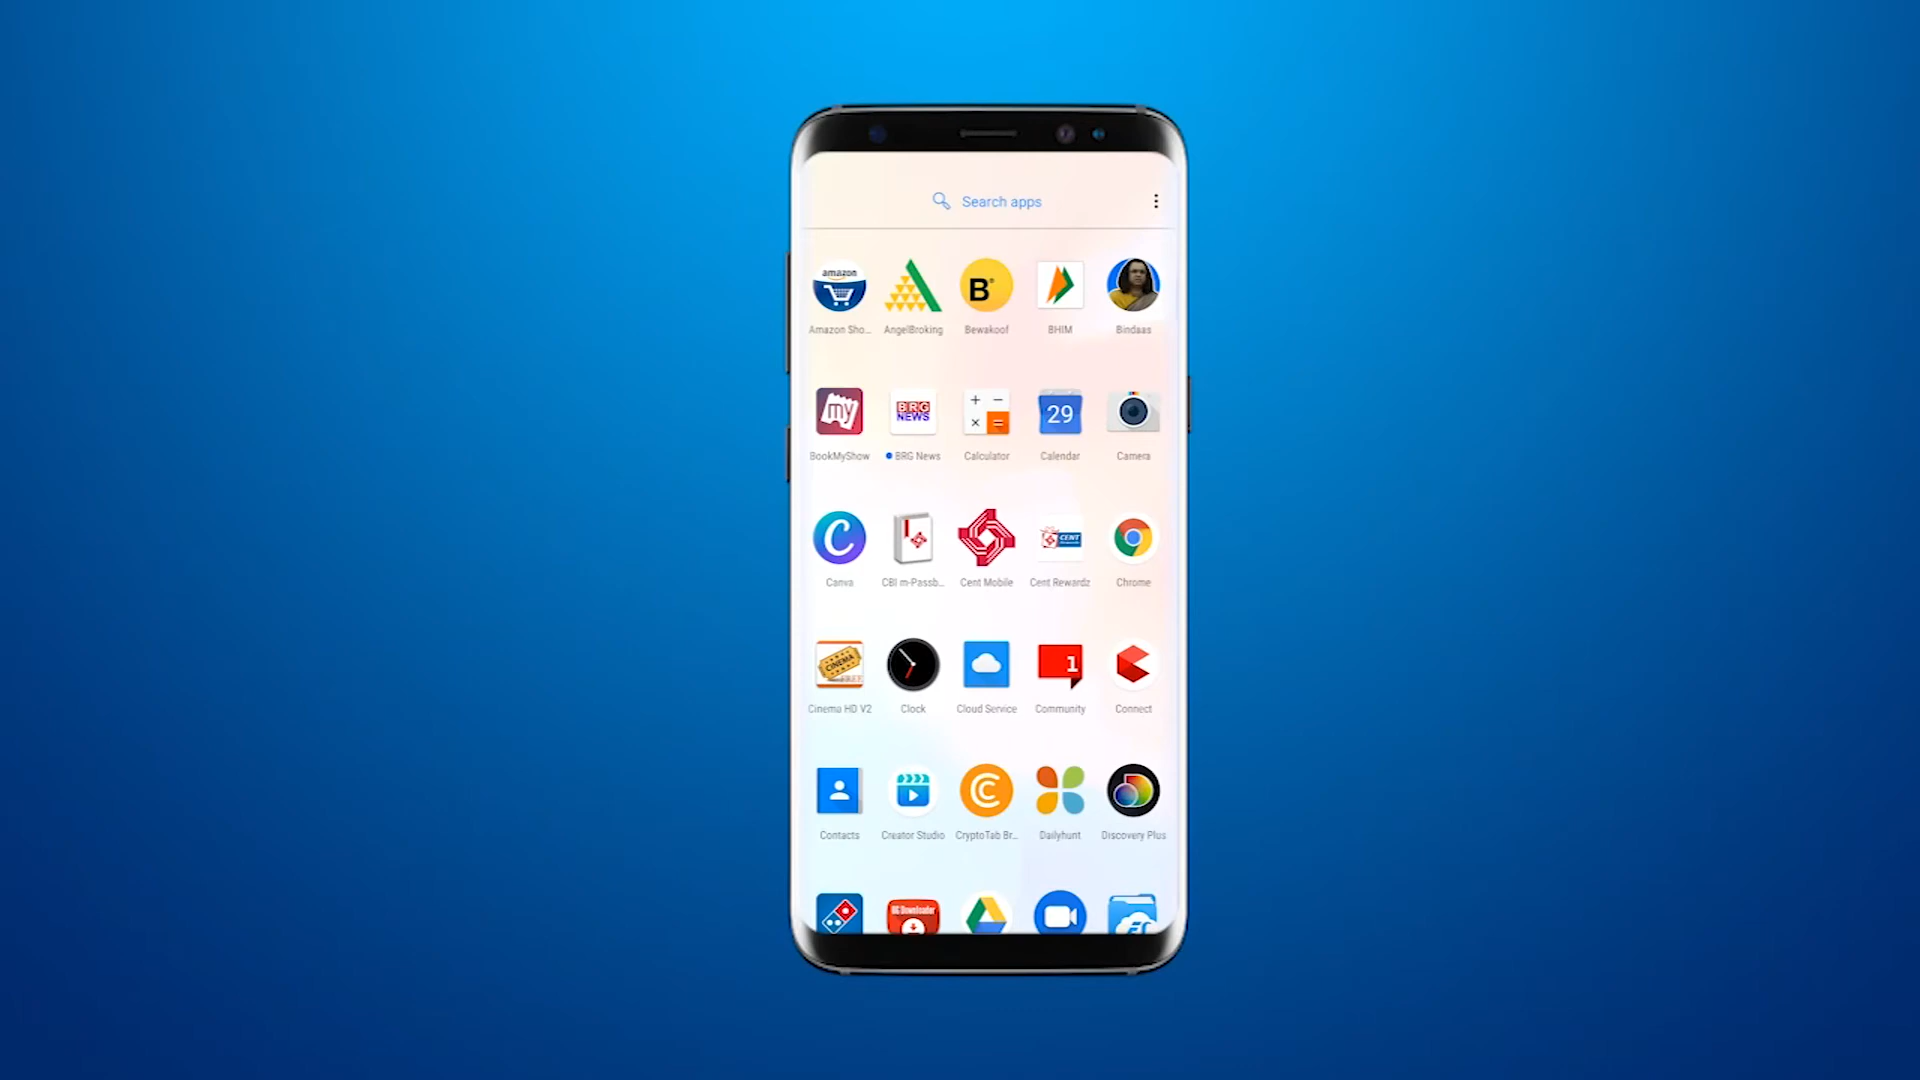 Search apps
amazon
B
Amazon Sho...
AngelBroking
Bewakoof
BHIM
Bindaas
my
BRG
NEWS
29
BookMyShow
BRG News
Calculator
Calendar
Camera
C
CENT
Canva
CBI m-Passb...
Cent Mobile
Cent Rewardz
Chrome
CINEMA
1
Cinema HD V2
Clock
Cloud Service
Community
Connect
Contacts
Creator Studio
CryptoTab Br...
Dailyhunt
Discovery Plus
BG Downloader